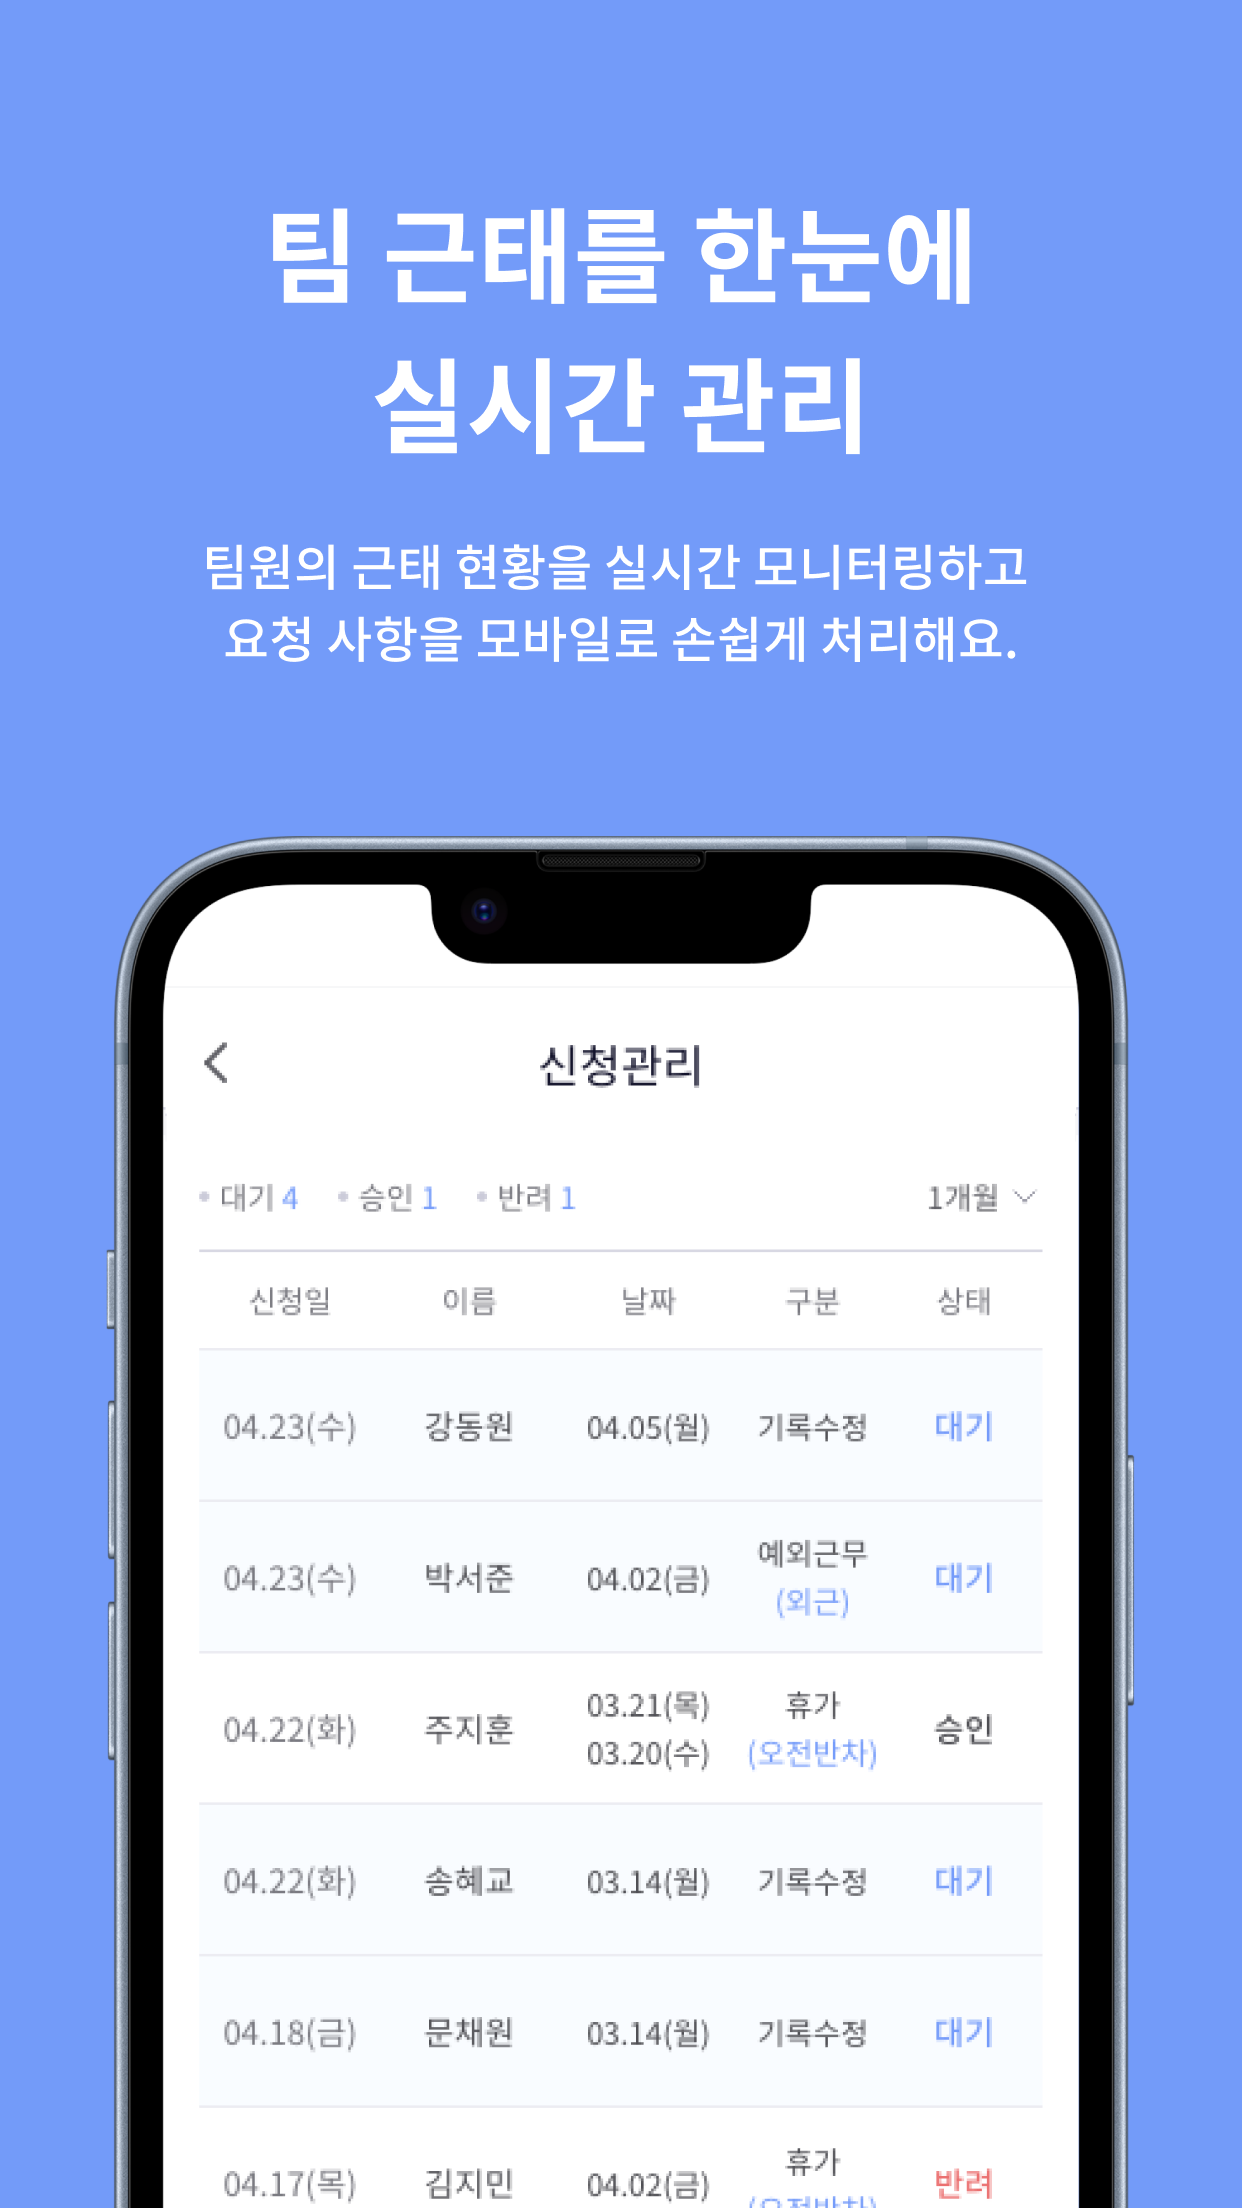 팀 근태를 한눈에
실시간 관리
팀원의 근태 현황을 실시간 모니터링하고
요청 사항을 모바일로 손쉽게 처리해요.
신청관리
대기 4 승인 1 반려 1 1개월
신청일 이름 날짜 구분 상태
04.23(수) 강동원 04.05(월) 기록수정 대기
04.23(수) 박서준 04.02(금) 예외근무 대기
(외근)
04.22(화) 주지훈 03.21(목) 휴가 승인
03.20(수) (오전반차)
04.22(화) 송혜교 03.14(월) 기록수정 대기
04.18(금) 문채원 03.14(월) 기록수정 대기
04.17(목) 김지민 04.02(금) 휴가 반려